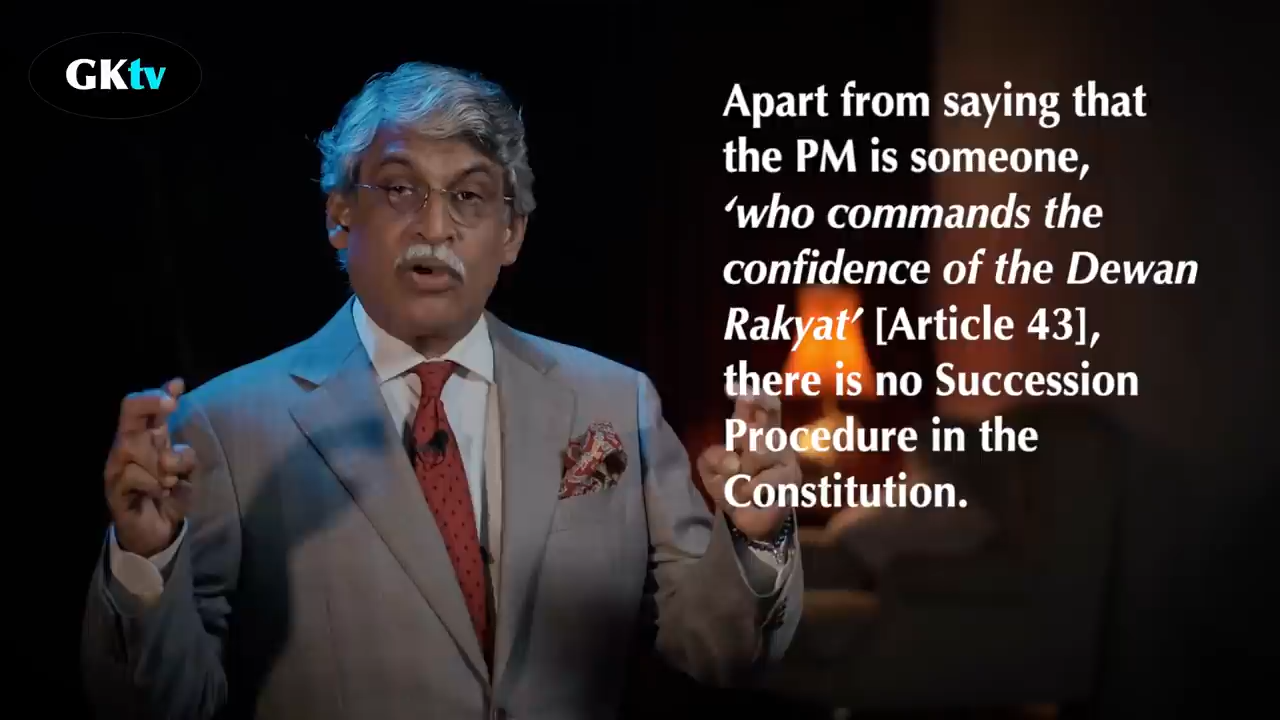 GKtv
Apart from saying that
the PM is someone,
‘who commands the
confidence of the Dewan
Rakyat’ [Article 43],
there is no Succession
Procedure in the
Constitution.